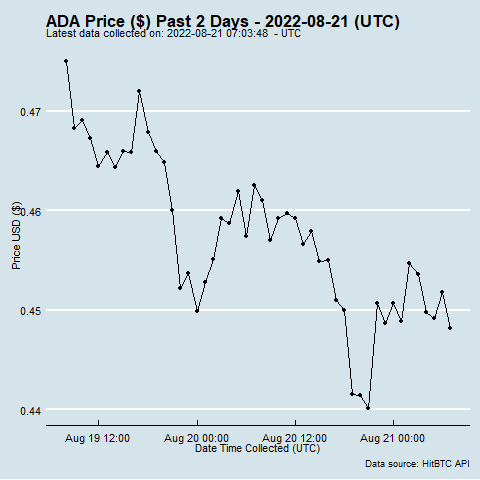 ADA Price ($) Past 2 Days - 2022-08-21 (UTC)
Latest data collected on: 2022-08-21 07:03:48 - UTC
0.47
0.46
0.45
0.44
Price USD ($)
Aug 19 12:00 Aug 20 00:00 Aug 20 12:00 Aug 21 00:00
Date Time Collected (UTC)
Data source: HitBTC API